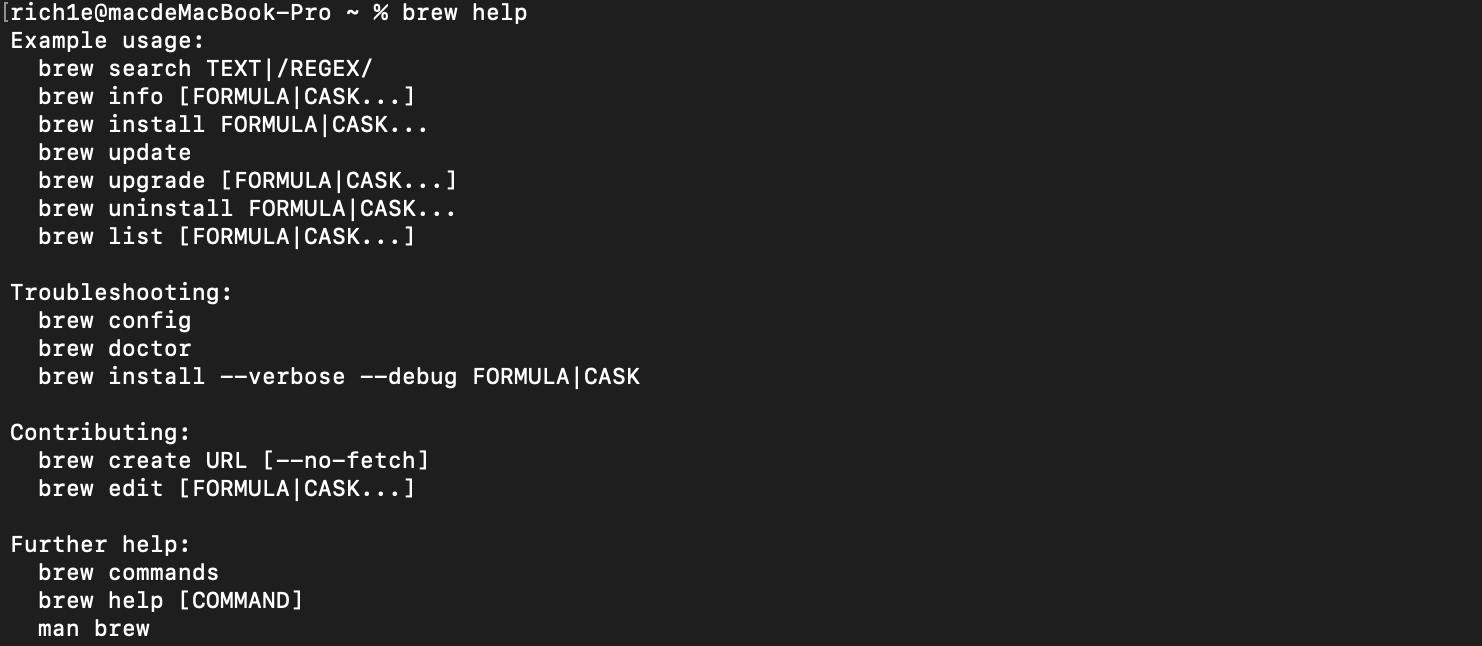 [rich1e@macdeMacBook-Pro ~ % brew help
Example usage:
  brew search TEXT|/REGEX/
  brew info [FORMULA|CASK...]
  brew install FORMULA|CASK...
  brew update
  brew upgrade [FORMULA|CASK...]
  brew uninstall FORMULA|CASK...
  brew list [FORMULA|CASK...]

Troubleshooting:
  brew config
  brew doctor
  brew install --verbose --debug FORMULA|CASK

Contributing:
  brew create URL [--no-fetch]
  brew edit [FORMULA|CASK...]

Further help:
  brew commands
  brew help [COMMAND]
  man brew